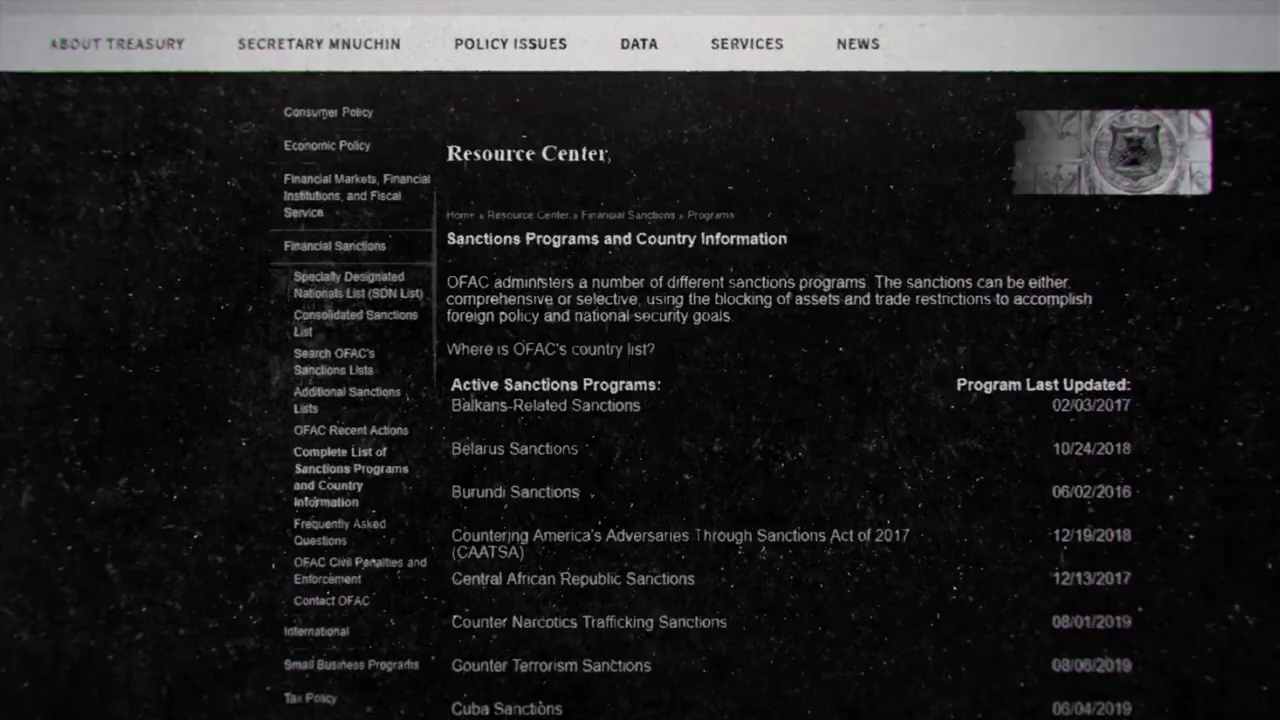 ABOUT TREASURY SECRETARY MNUCHIN POLICY ISSUES DATA SERVICES NEWS
Consumer Policy
Economic Policy
Financial Markets, Financial
Institutions, and Fiscal
Service
Financial Sanctions
Specially Designated
Nationals List (SDN List)
Consolidated Sanctions
List
Search OFAC's
Sanctions Lists
Additional Sanctions
Lists
OFAC Recent Actions
Complete List of
Sanctions Programs
and Country
Information
Frequently Asked
Questions
OFAC Civil Penalties and
Enforcement
Contact OFAC
International
Small Business Programs
Tax Policy
Resource Center
Home » Resource Center » Financial Sanctions » Programs
Sanctions Programs and Country Information
OFAC administers a number of different sanctions programs. The sanctions can be either
comprehensive or selective, using the blocking of assets and trade restrictions to accomplish
foreign policy and national security goals.
Where is OFAC's country list?
Active Sanctions Programs: Program Last Updated:
Balkans-Related Sanctions 02/03/2017
Belarus Sanctions 10/24/2018
Burundi Sanctions 06/02/2016
Countering America's Adversaries Through Sanctions Act of 2017 12/19/2018
(CAATSA)
Central African Republic Sanctions 12/13/2017
Counter Narcotics Trafficking Sanctions 08/01/2019
Counter Terrorism Sanctions 08/06/2019
Cuba Sanctions 06/04/2019